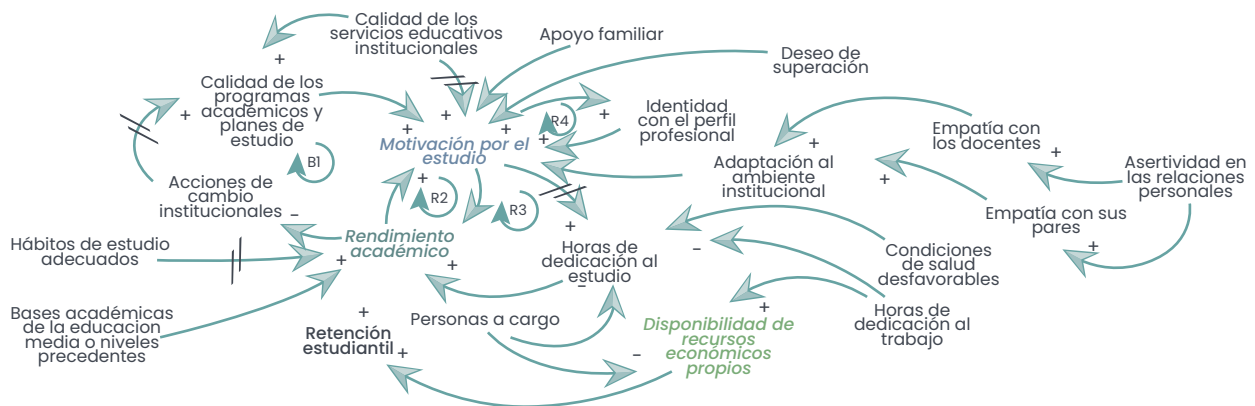 Calidad de los
servicios educativos
institucionales
Apoyo familiar
Deseo de
superación
+
Calidad de los
programas
académicos y
planes de
estudio
+
+
+
+
Motivación por el
estudio
R4
+
+
Identidad
con el perfil
profesional
Adaptación al
ambiente
institucional
+
Empatía con
los docentes
+
Asertividad en
las relaciones
personales
+
Empatía con sus
pares
+
B1
Acciones de
cambio
institucionales
–
+
R2
R3
+
Hábitos de estudio
adecuados
Rendimiento
académico
+
+
Horas de
dedicación al
estudio
–
–
Condiciones
de salud
desfavorables
Bases académicas
de la educacion
media o niveles
precedentes
+
Retención
estudiantil
+
Personas a cargo
–
Disponibilidad de
recursos
económicos
propios
+
Horas de
dedicación al
trabajo